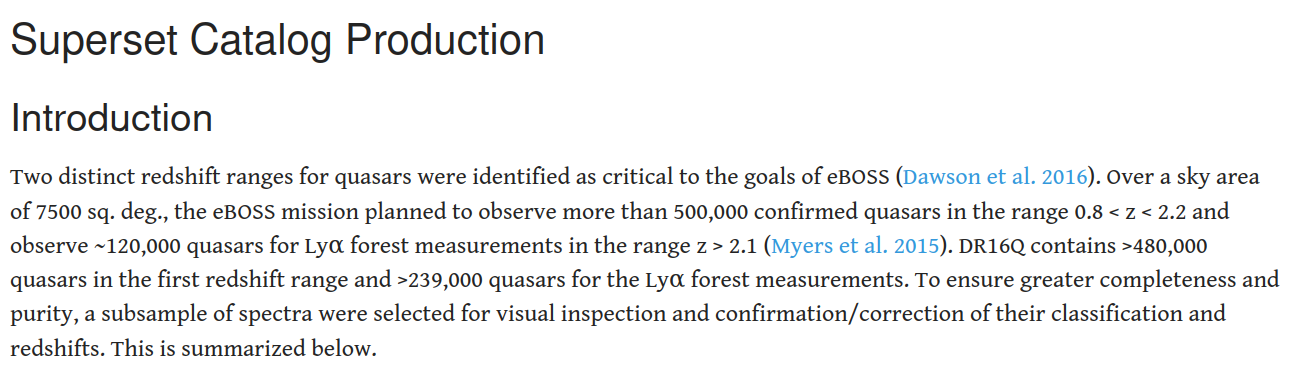 Superset Catalog Production
Introduction
Two distinct redshift ranges for quasars were identified as critical to the goals of eBOSS (Dawson et al. 2016). Over a sky area
of 7500 sq. deg., the eBOSS mission planned to observe more than 500,000 confirmed quasars in the range 0.8 < z < 2.2 and
observe ~120,000 quasars for Lyα forest measurements in the range z > 2.1 (Myers et al. 2015). DR16Q contains >480,000
quasars in the first redshift range and >239,000 quasars for the Lyα forest measurements. To ensure greater completeness and
purity, a subsample of spectra were selected for visual inspection and confirmation/correction of their classification and
redshifts. This is summarized below.